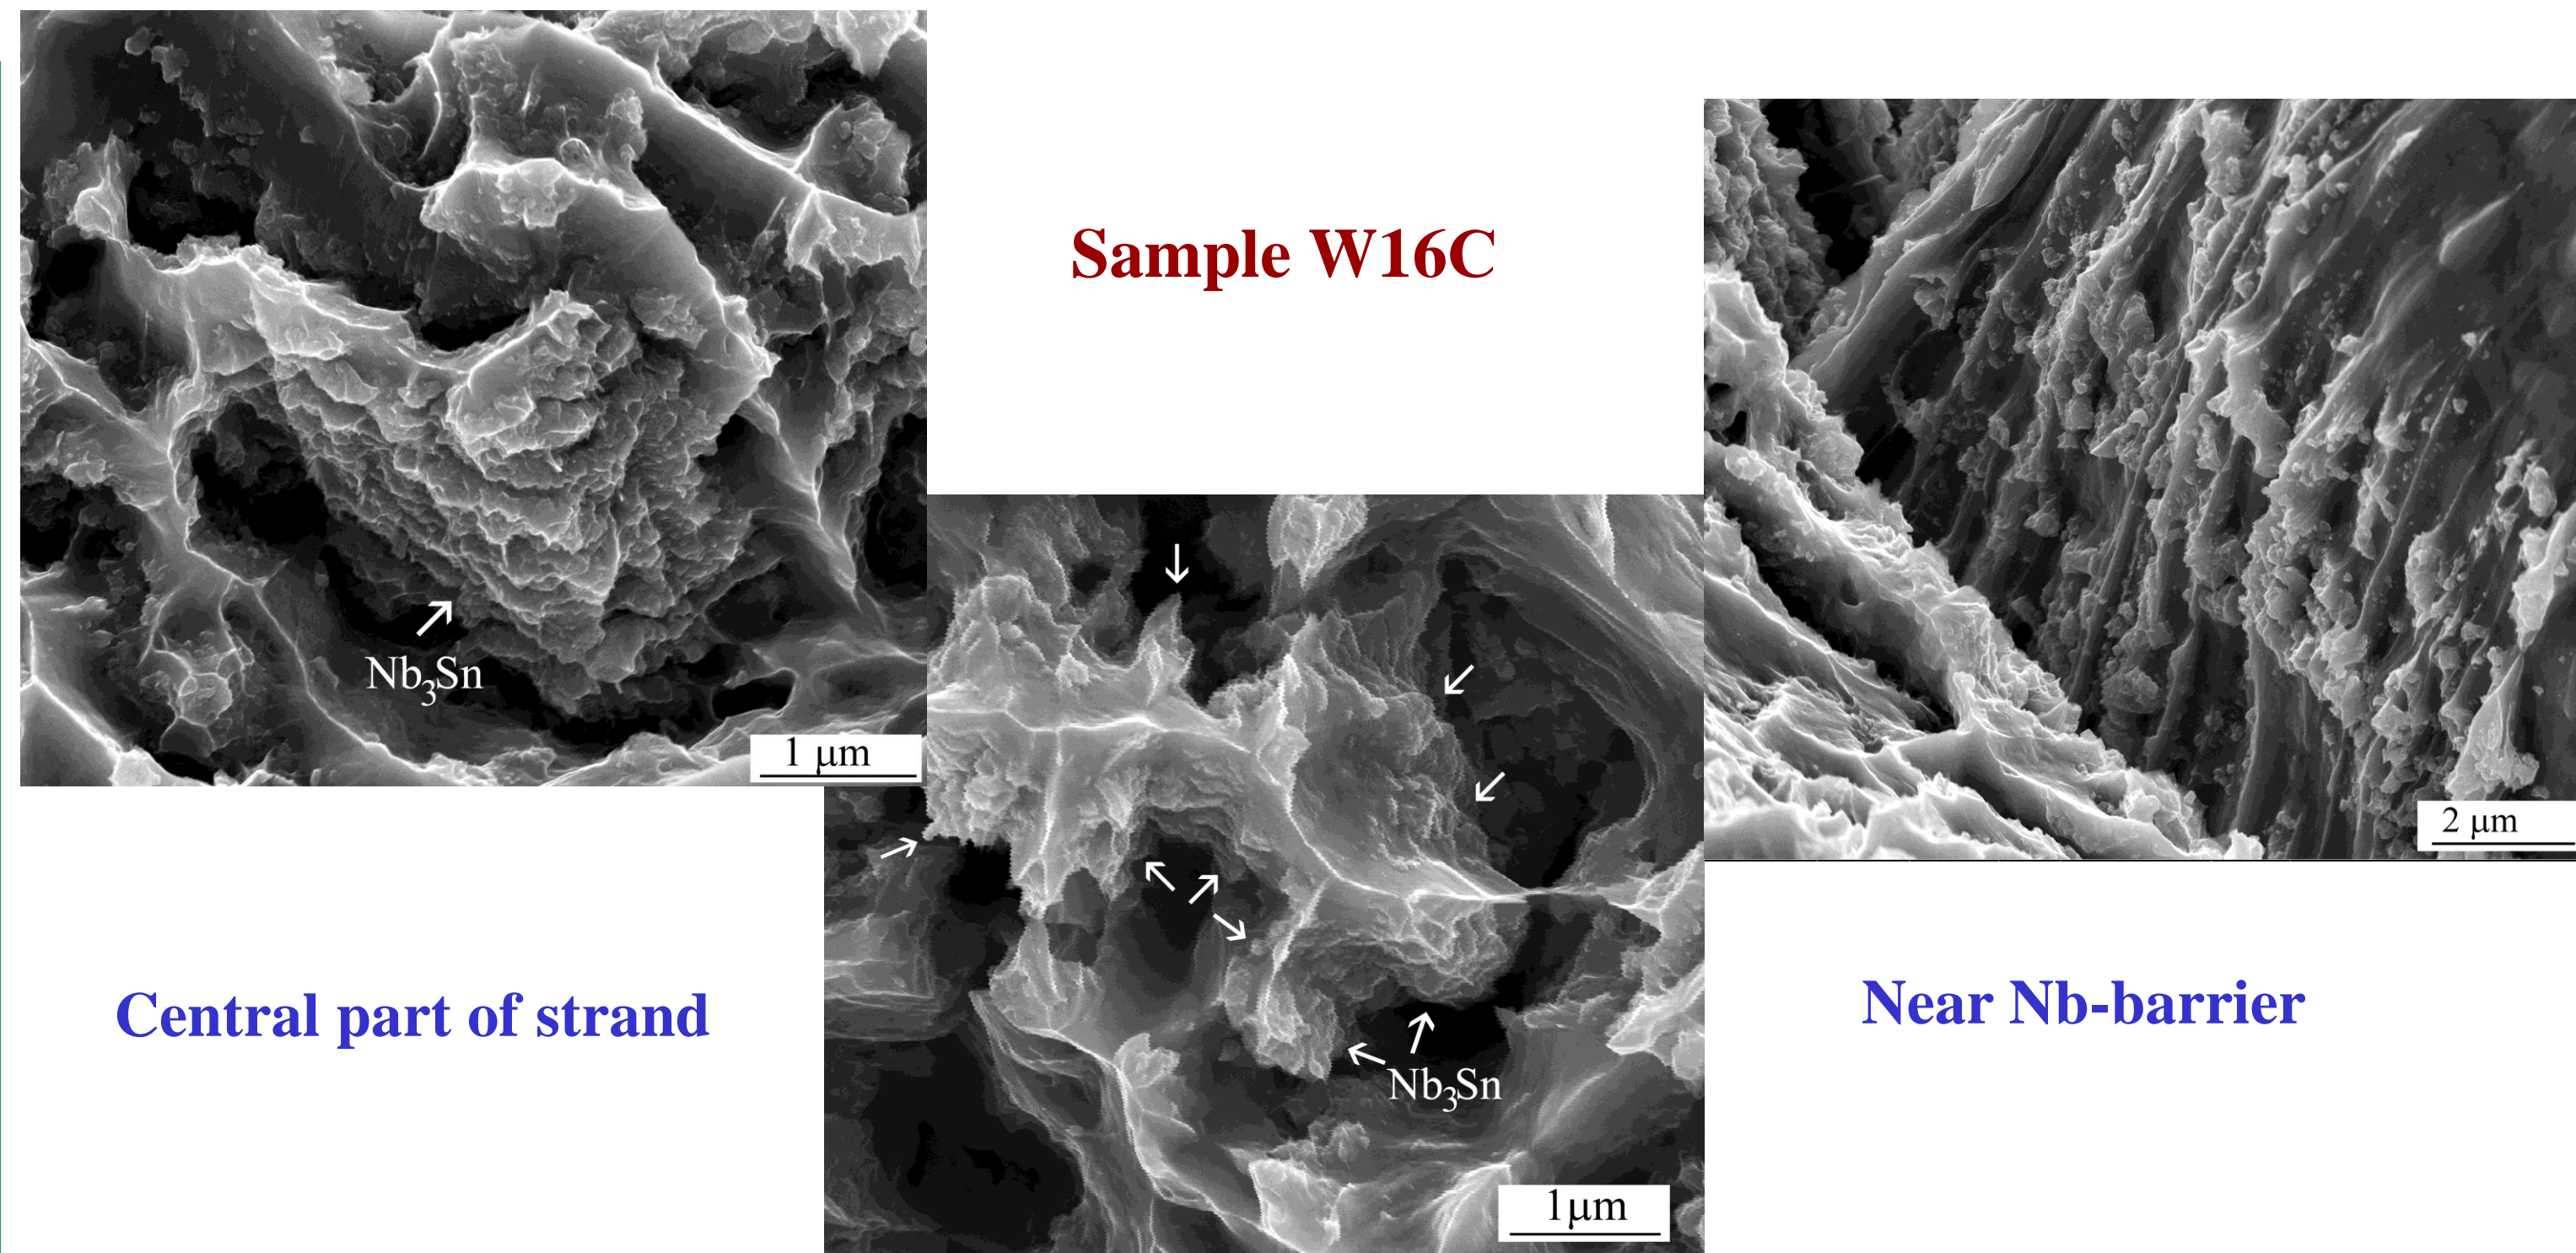 Sample W16C
Nb₃Sn
1 μm
2 μm
Central part of strand
Near Nb-barrier
Nb₃Sn
1μm